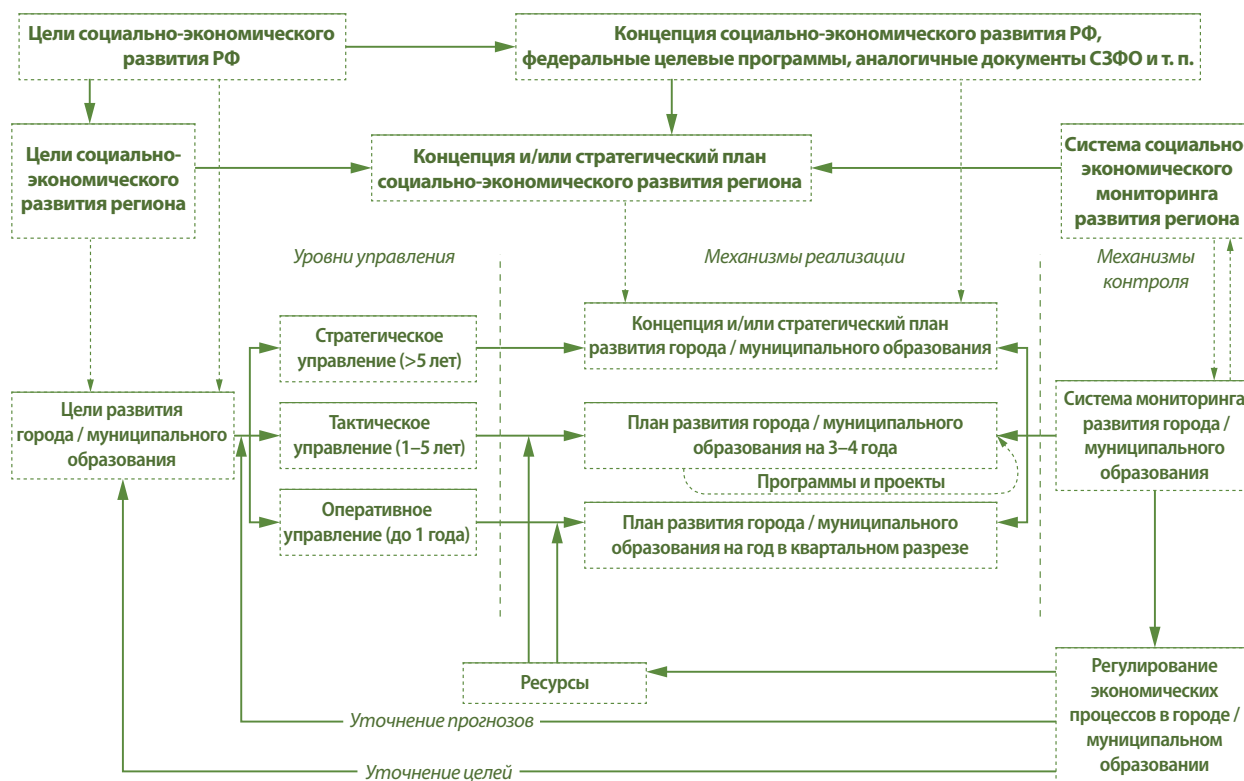 Цели социально-экономического
развития РФ
Концепция социально-экономического развития РФ,
федеральные целевые программы, аналогичные документы СЗФО и т. п.
Цели социально-
экономического
развития региона
Концепция и/или стратегический план
социально-экономического развития региона
Система социально
экономического
мониторинга
развития региона
Уровни управления
Механизмы реализации
Механизмы
контроля
Стратегическое
управление (>5 лет)
Концепция и/или стратегический план
развития города / муниципального образования
Цели развития
города / муниципального
образования
Тактическое
управление (1–5 лет)
План развития города / муниципального
образования на 3–4 года
Программы и проекты
Система мониторинга
развития города /
муниципального
образования
Оперативное
управление (до 1 года)
План развития города / муниципального
образования на год в квартальном разрезе
Ресурсы
Регулирование
экономических
процессов в городе /
муниципальном
образовании
Уточнение прогнозов
Уточнение целей